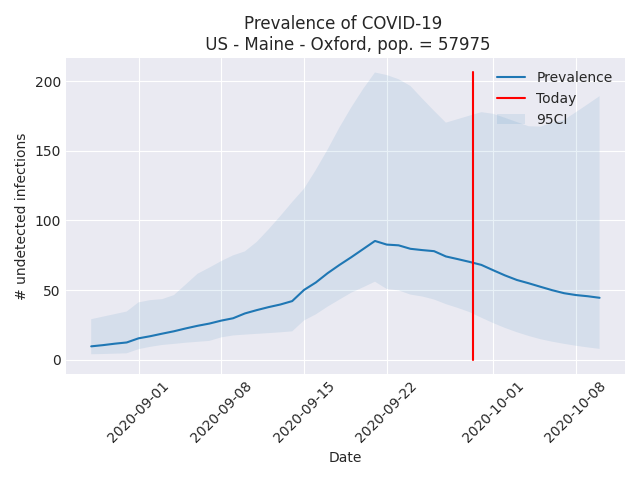 Prevalence of COVID-19
US - Maine - Oxford, pop. = 57975
Prevalence
Today
95CI
# undetected infections
200
150
100
50
0
2020-09-01
2020-09-08
2020-09-15
2020-09-22
2020-10-01
2020-10-08
Date